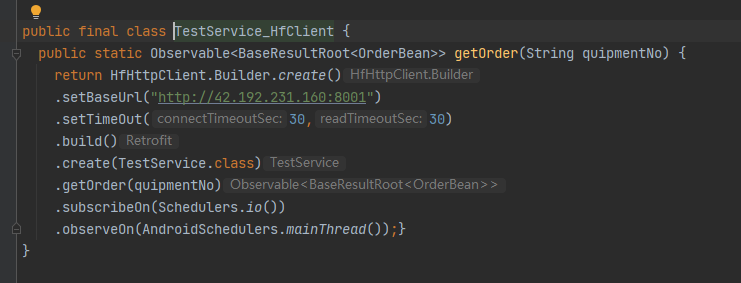 public final class TestService_HfClient {
public static Observable<BaseResultRoot<OrderBean>> getOrder(String quipmentNo) {
return HfHttpClient.Builder.create() HfHttpClient.Builder
.setBaseUrl("http://42.192.231.160:8001")
.setTimeOut( connectTimeoutSec: 30, readTimeoutSec: 30)
.build() Retrofit
.create(TestService.class) TestService
.getOrder(quipmentNo) Observable<BaseResultRoot<OrderBean>>
.subscribeOn(Schedulers.io())
.observeOn(AndroidSchedulers.mainThread());}
}